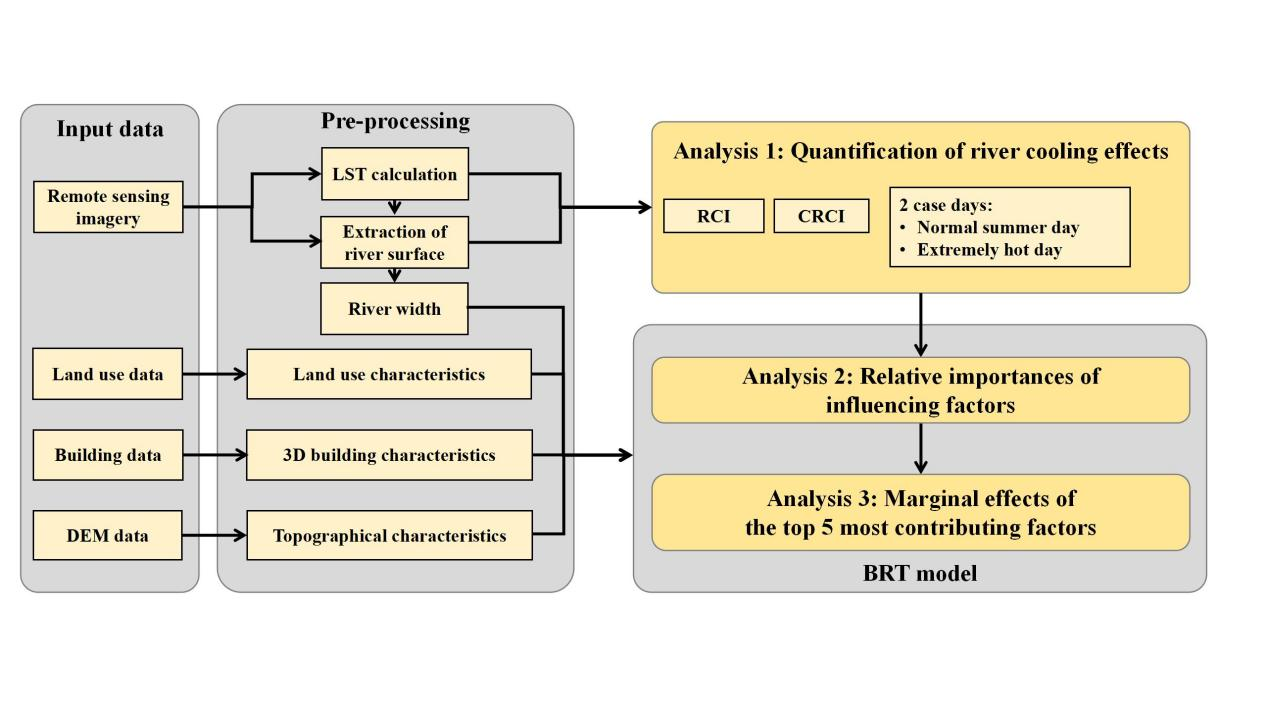 Input data
Remote sensing
imagery
Land use data
Building data
DEM data
Pre-processing
LST calculation
Extraction of
river surface
River width
Land use characteristics
3D building characteristics
Topographical characteristics
Analysis 1: Quantification of river cooling effects
RCI
CRCI
2 case days:
• Normal summer day
• Extremely hot day
Analysis 2: Relative importances of
influencing factors
Analysis 3: Marginal effects of
the top 5 most contributing factors
BRT model